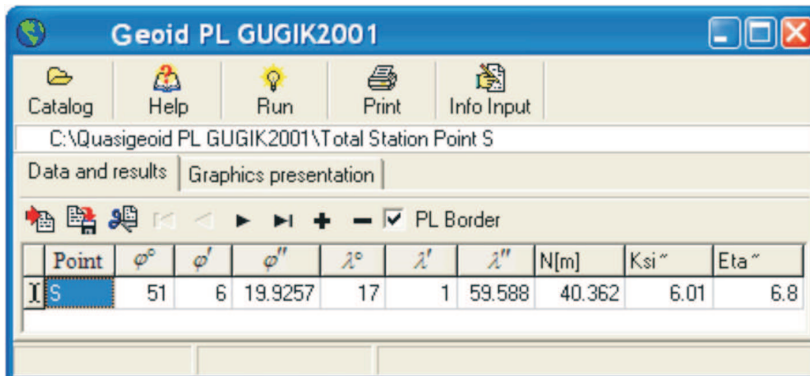 Geoid PL GUGIK2001
Catalog Help Run Print Info Input
C:\Quasigeoid PL GUGIK2001\Total Station Point S
Data and results Graphics presentation
PL Border
Point φ° φ′ φ″ λ° λ′ λ″ N[m] Ksi″ Eta″
S 51 6 19.9257 17 1 59.588 40.362 6.01 6.8